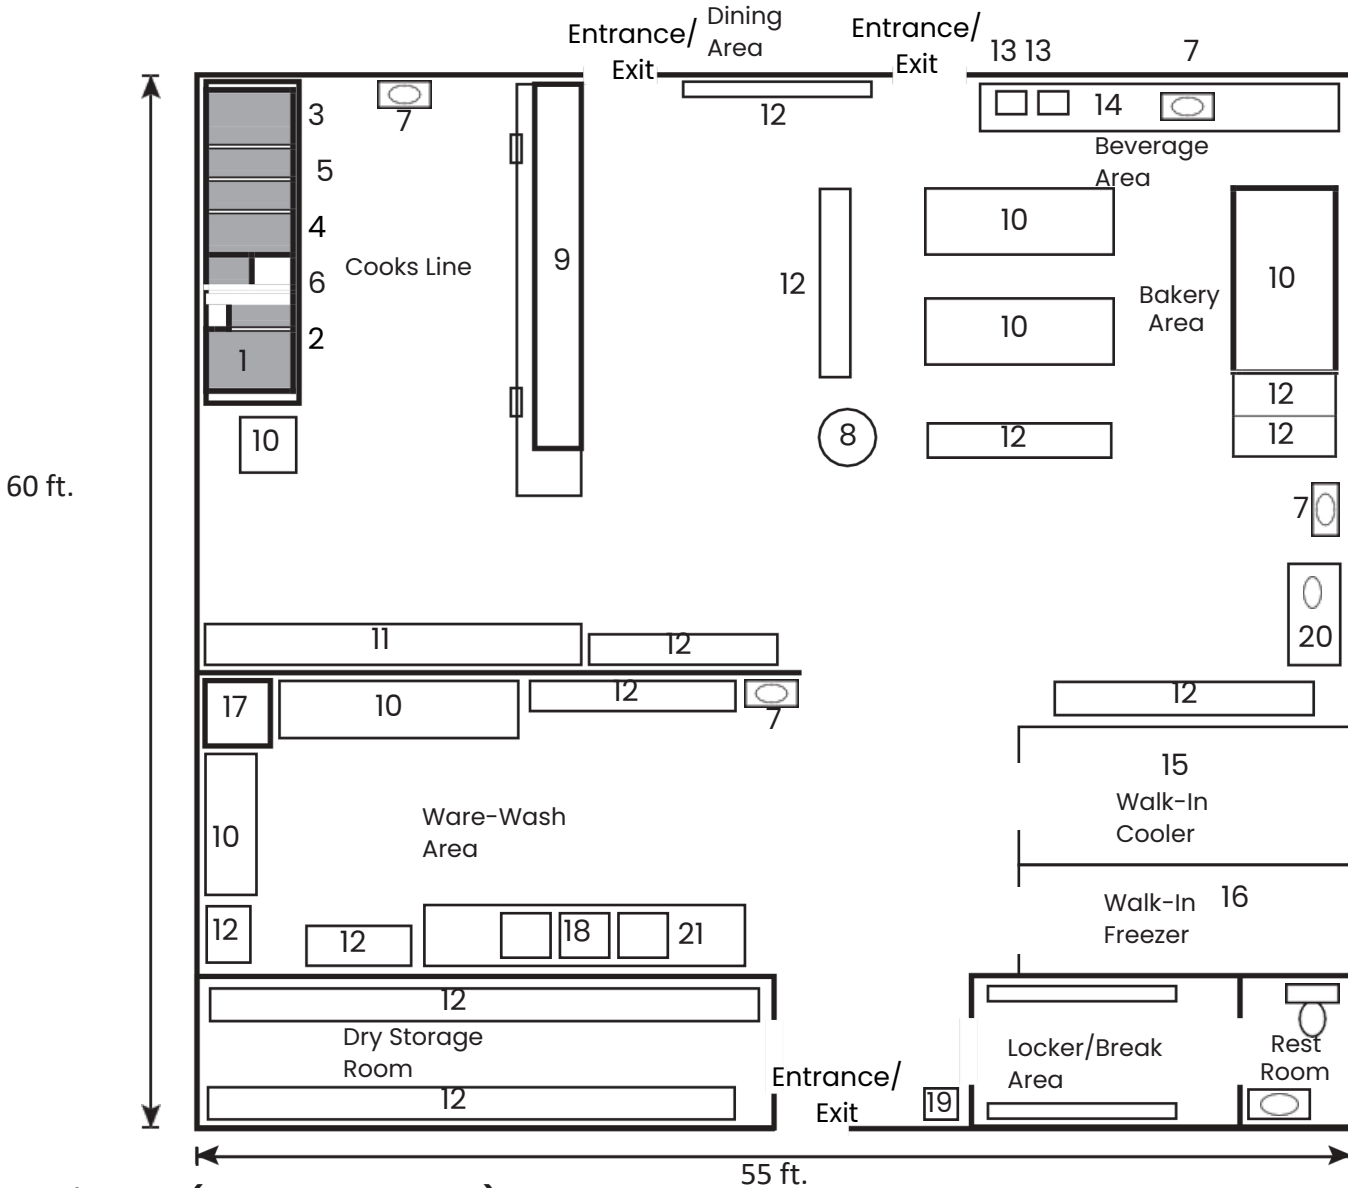 Dining
Area
Entrance/
Exit
Entrance/
Exit
13 13
7
3
7
12
14
Beverage
Area
5
4
Cooks Line
9
10
6
12
10
Bakery
Area
10
2
10
1
12
10
8
12
12
60 ft.
7
11
12
20
17
10
12
7
12
15
Walk-In
Cooler
Ware-Wash
Area
10
Walk-In
Freezer
16
12
12
18
21
12
Dry Storage
Room
12
Entrance/
Exit
19
Locker/Break
Area
Rest
Room
55 ft.